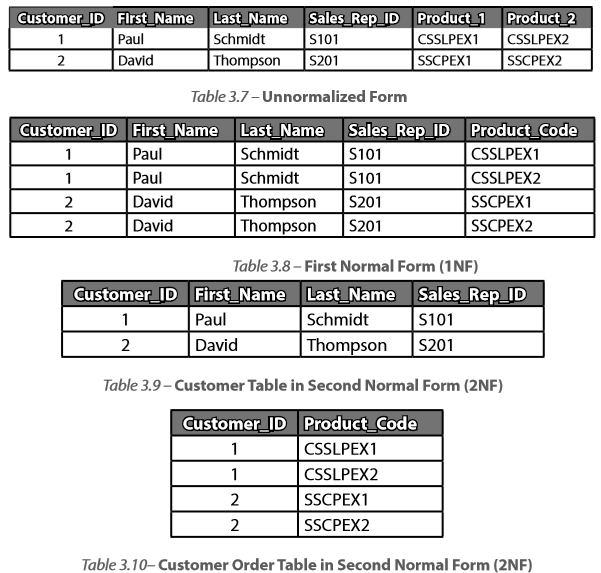 Customer_ID First_Name Last_Name Sales_Rep_ID Product_1 Product_2
1 Paul Schmidt S101 CSSLPEX1 CSSLPEX2
2 David Thompson S201 SSCPEX1 SSCPEX2
Table 3.7 – Unnormalized Form
Customer_ID First_Name Last_Name Sales_Rep_ID Product_Code
1 Paul Schmidt S101 CSSLPEX1
1 Paul Schmidt S101 CSSLPEX2
2 David Thompson S201 SSCPEX1
2 David Thompson S201 SSCPEX2
Table 3.8 – First Normal Form (1NF)
Customer_ID First_Name Last_Name Sales_Rep_ID
1 Paul Schmidt S101
2 David Thompson S201
Table 3.9 – Customer Table in Second Normal Form (2NF)
Customer_ID Product_Code
1 CSSLPEX1
1 CSSLPEX2
2 SSCPEX1
2 SSCPEX2
Table 3.10– Customer Order Table in Second Normal Form (2NF)